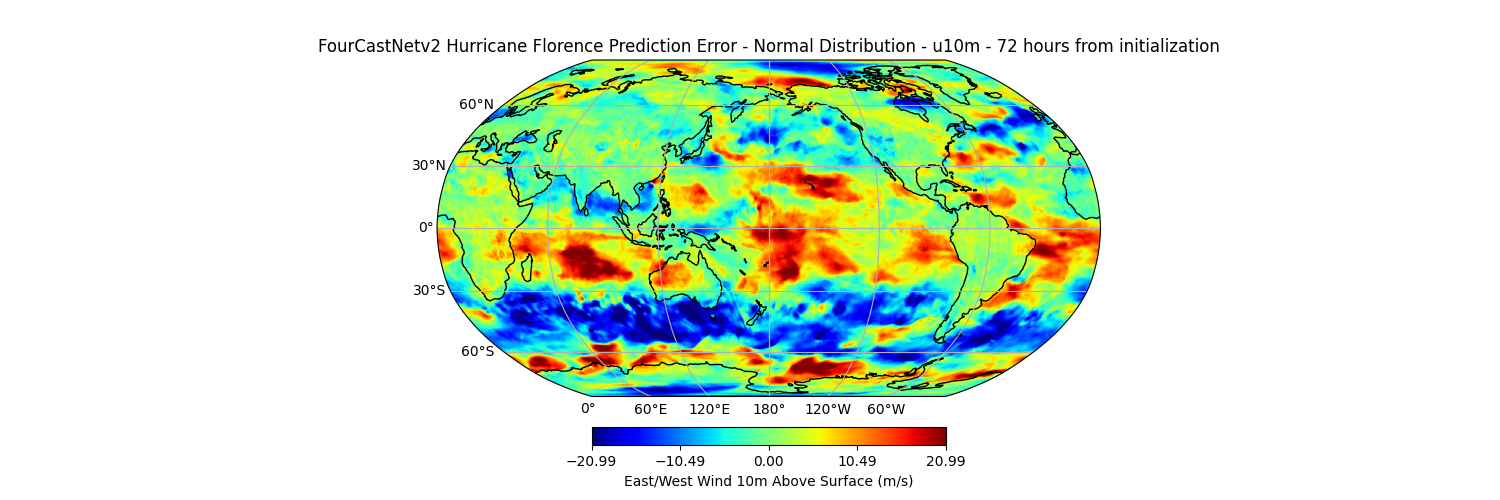 FourCastNetv2 Hurricane Florence Prediction Error - Normal Distribution - u10m - 72 hours from initialization
60°N
30°N
0°
30°S
60°S
0° 60°E 120°E 180° 120°W 60°W
−20.99 −10.49 0.00 10.49 20.99
East/West Wind 10m Above Surface (m/s)